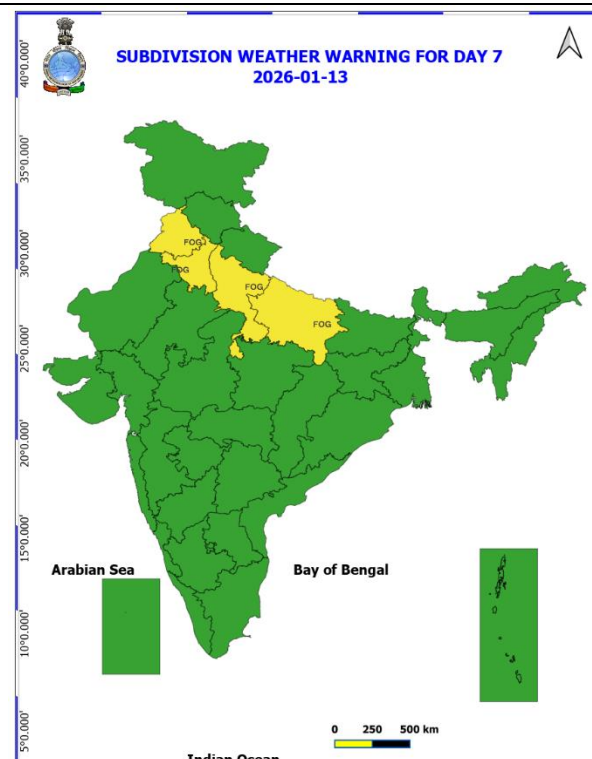 SUBDIVISION WEATHER WARNING FOR DAY 7
2026-01-13
40°0.000'
35°0.000'
30°0.000'
25°0.000'
20°0.000'
15°0.000'
10°0.000'
5°0.000'
FOG
FOG
FOG
FOG
Arabian Sea
Bay of Bengal
0 250 500 km
Indian Ocean